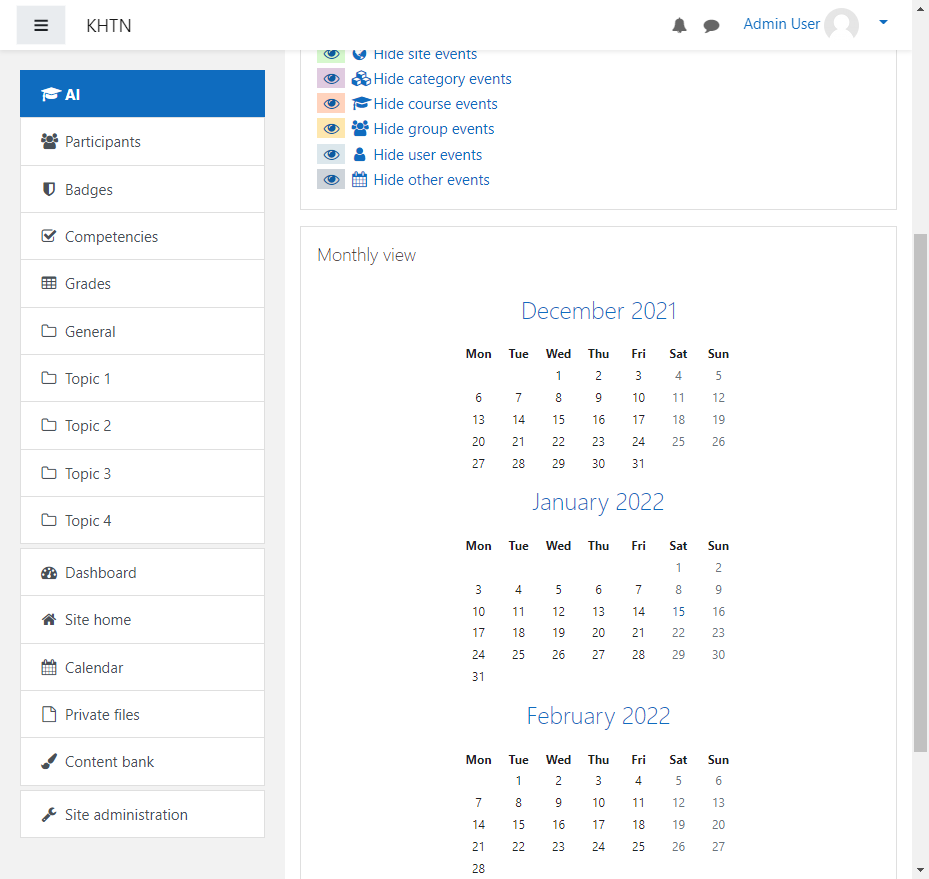 KHTN
Admin User
AI
Participants
Badges
Competencies
Grades
General
Topic 1
Topic 2
Topic 3
Topic 4
Dashboard
Site home
Calendar
Private files
Content bank
Site administration
Hide site events
Hide category events
Hide course events
Hide group events
Hide user events
Hide other events
Monthly view
December 2021
Mon Tue Wed Thu Fri Sat Sun
1 2 3 4 5
6 7 8 9 10 11 12
13 14 15 16 17 18 19
20 21 22 23 24 25 26
27 28 29 30 31
January 2022
Mon Tue Wed Thu Fri Sat Sun
1 2
3 4 5 6 7 8 9
10 11 12 13 14 15 16
17 18 19 20 21 22 23
24 25 26 27 28 29 30
31
February 2022
Mon Tue Wed Thu Fri Sat Sun
1 2 3 4 5 6
7 8 9 10 11 12 13
14 15 16 17 18 19 20
21 22 23 24 25 26 27
28